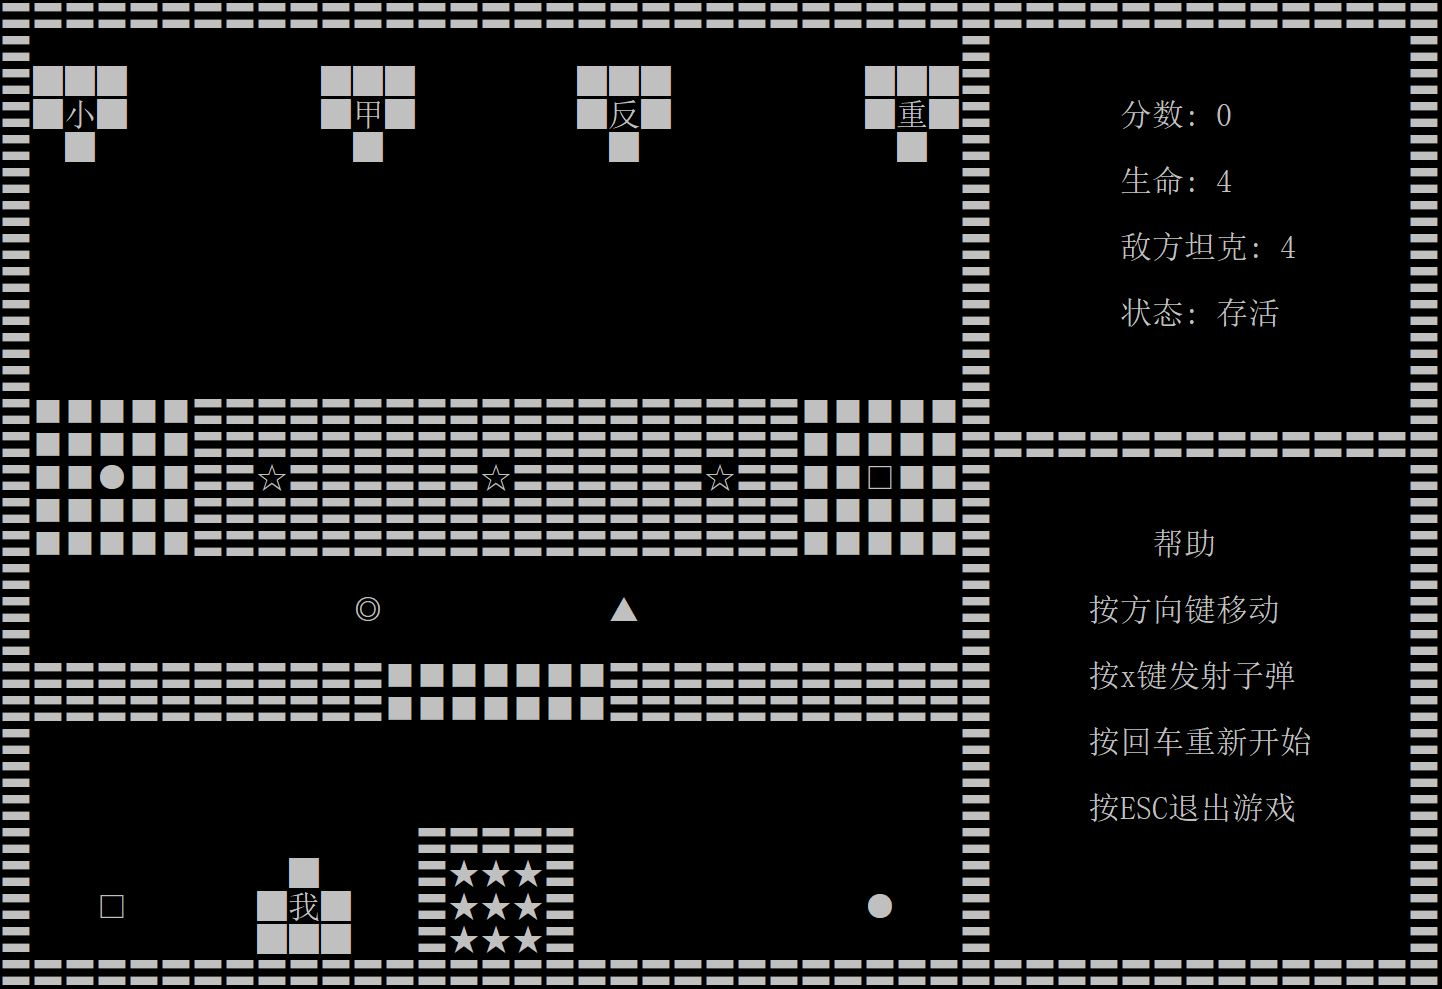 小 甲 反 重
分数: 0
生命: 4
敌方坦克: 4
状态: 存活
帮助
按方向键移动
按x键发射子弹
按回车重新开始
按ESC退出游戏
我